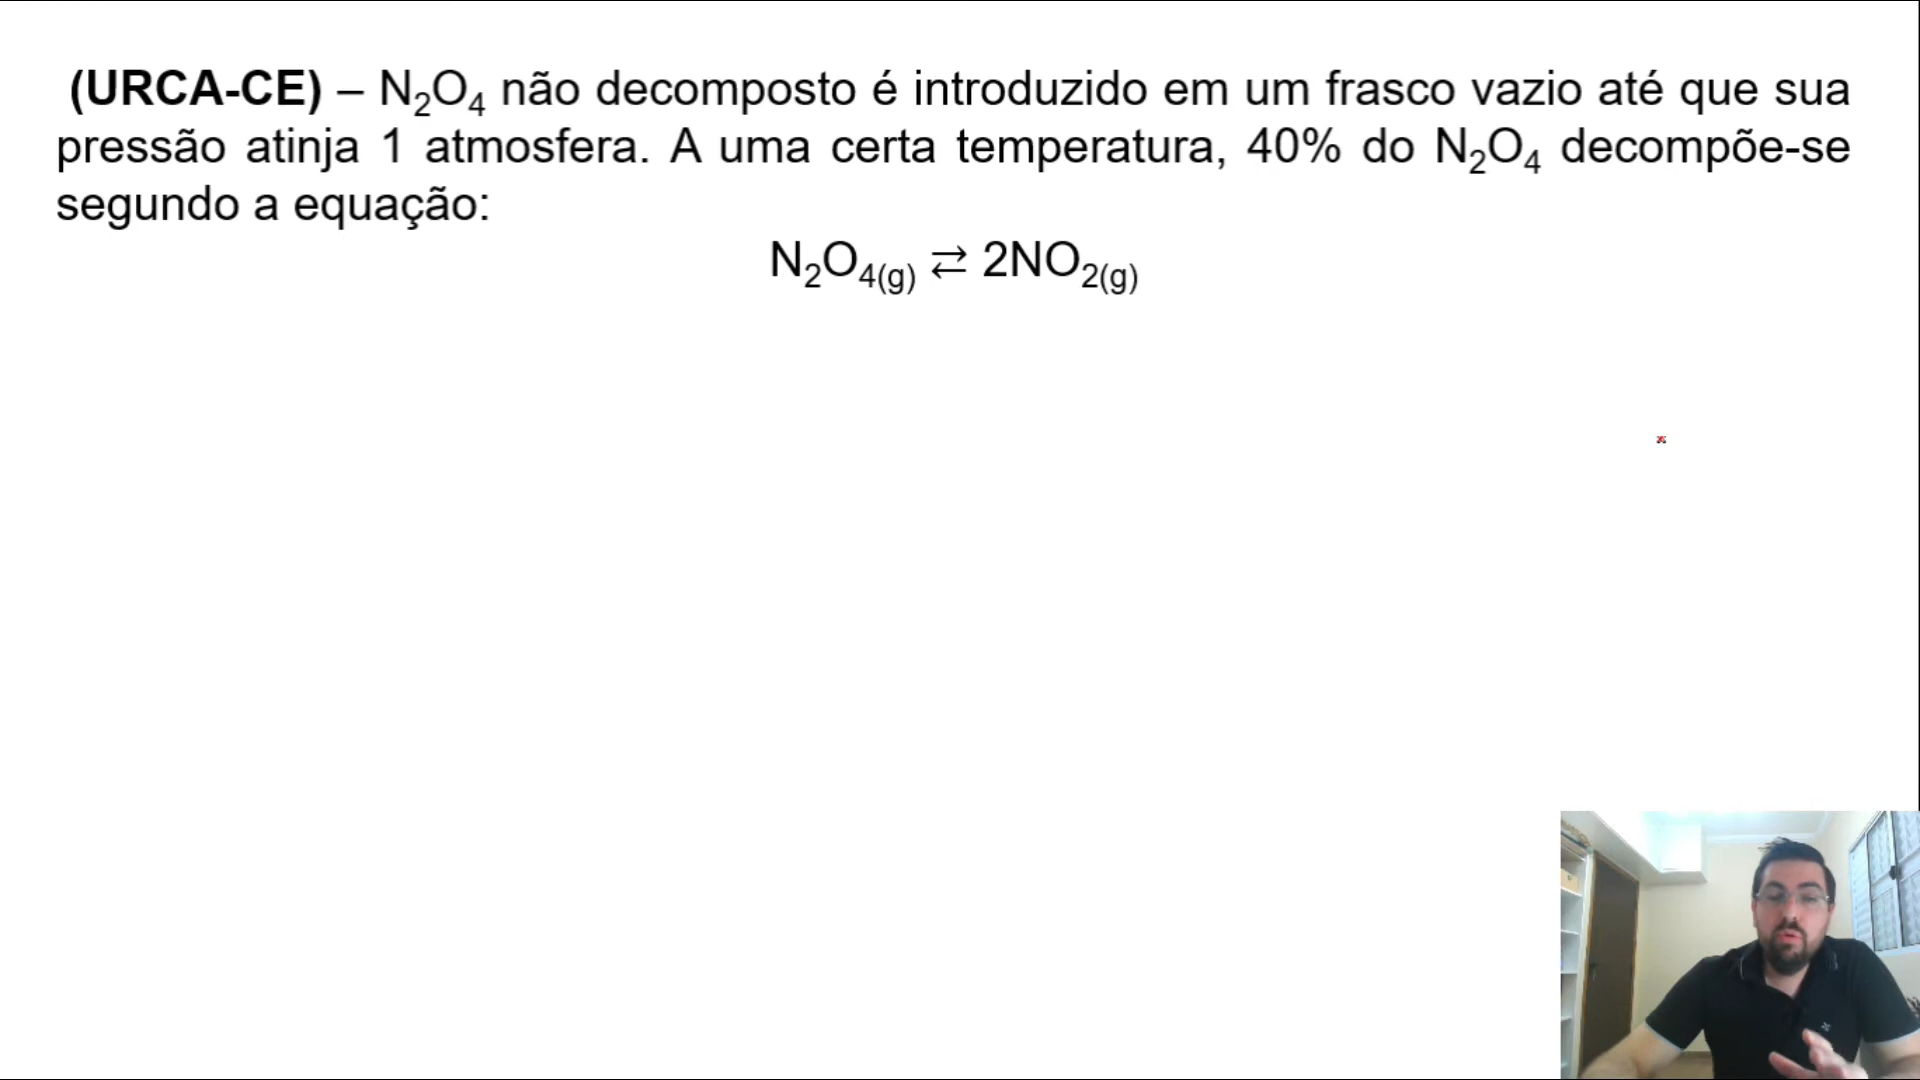 (URCA-CE) – N₂O₄ não decomposto é introduzido em um frasco vazio até que sua
pressão atinja 1 atmosfera. A uma certa temperatura, 40% do N₂O₄ decompõe-se
segundo a equação:
N₂O₄(g) ⇄ 2NO₂(g)